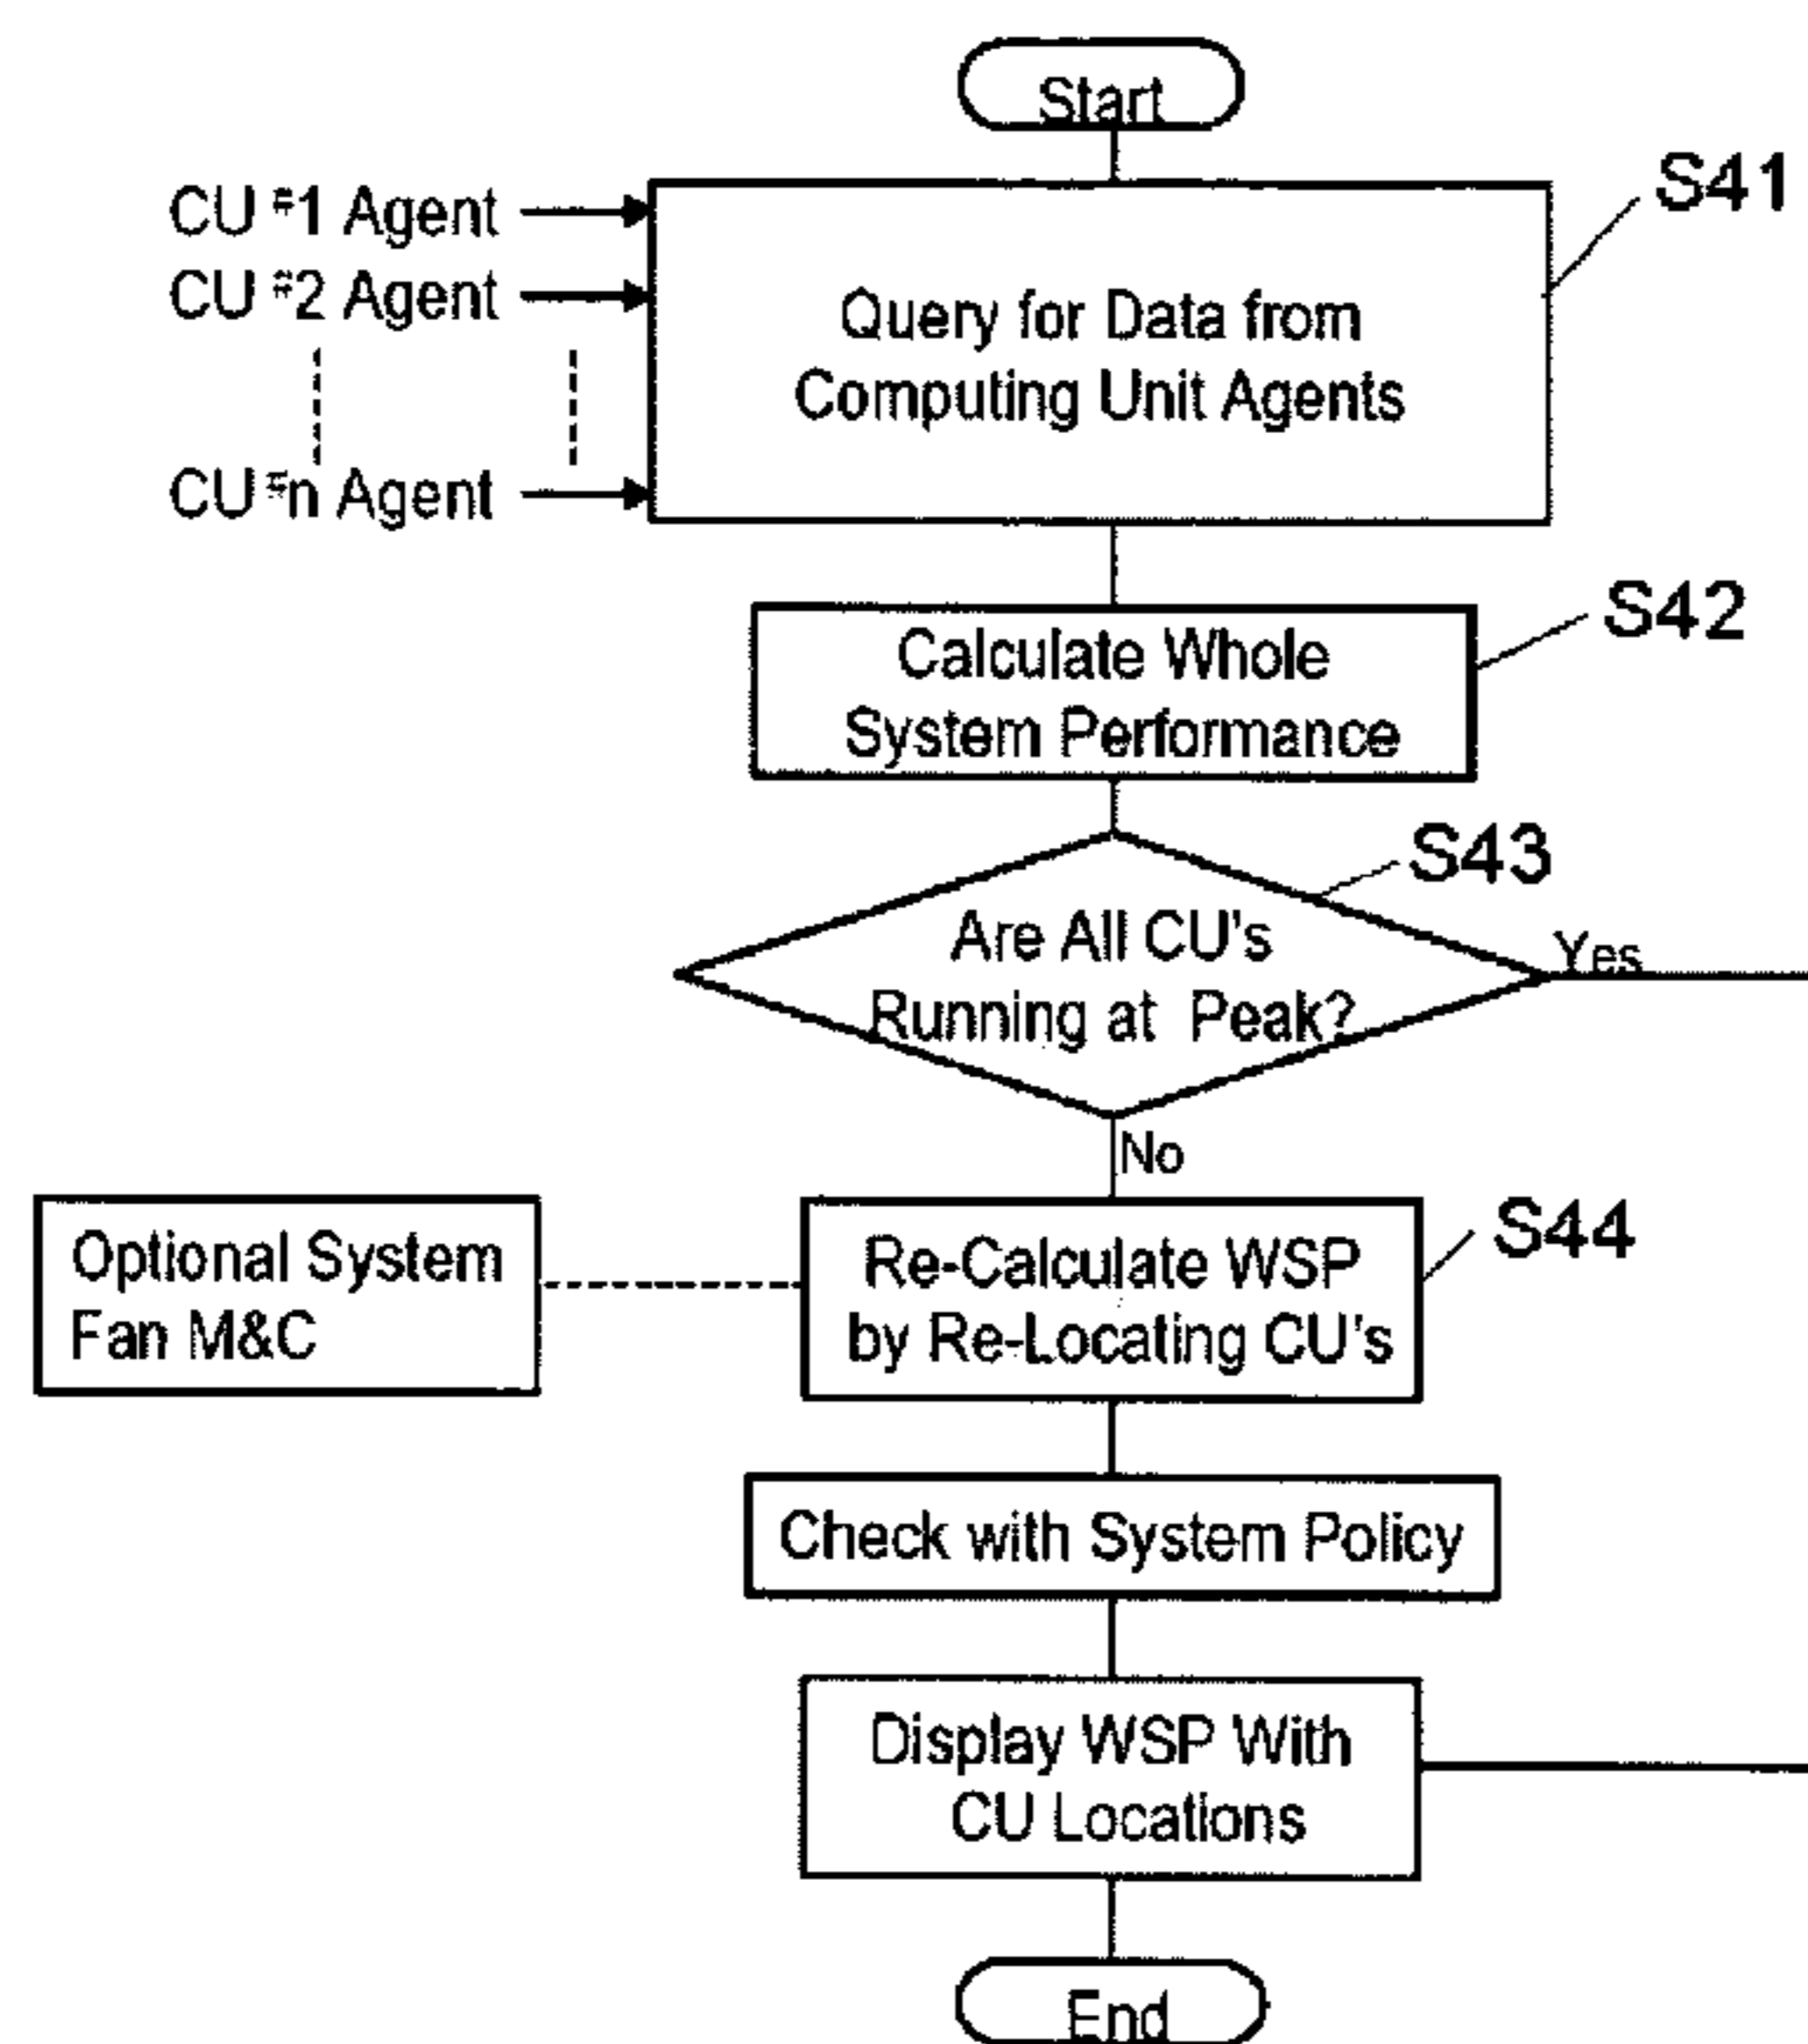 Start
CU #1 Agent
CU #2 Agent
CU #n Agent
Query for Data from
Computing Unit Agents
S41
Calculate Whole
System Performance
S42
Are All CU's
Running at Peak?
S43
Yes
No
Optional System
Fan M&C
Re-Calculate WSP
by Re-Locating CU's
S44
Check with System Policy
Display WSP With
CU Locations
End